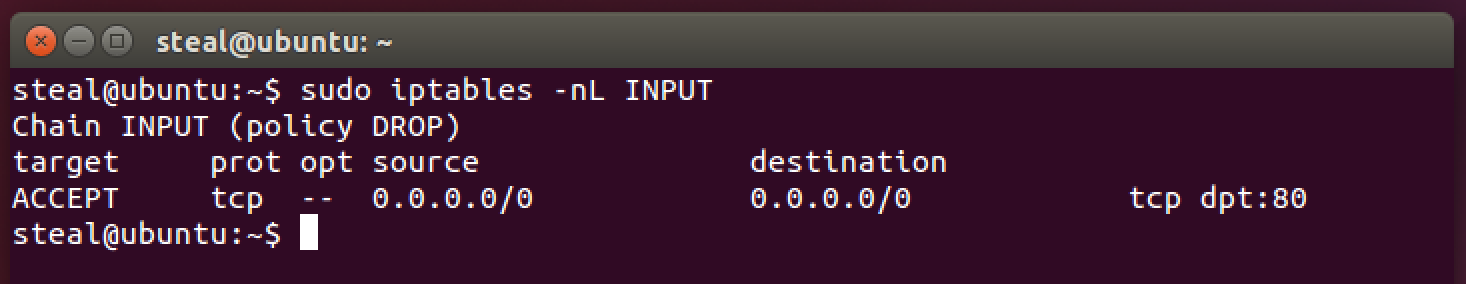 steal@ubuntu: ~
steal@ubuntu:~$ sudo iptables -nL INPUT
Chain INPUT (policy DROP)
target     prot opt source               destination
ACCEPT     tcp  --  0.0.0.0/0            0.0.0.0/0            tcp dpt:80
steal@ubuntu:~$